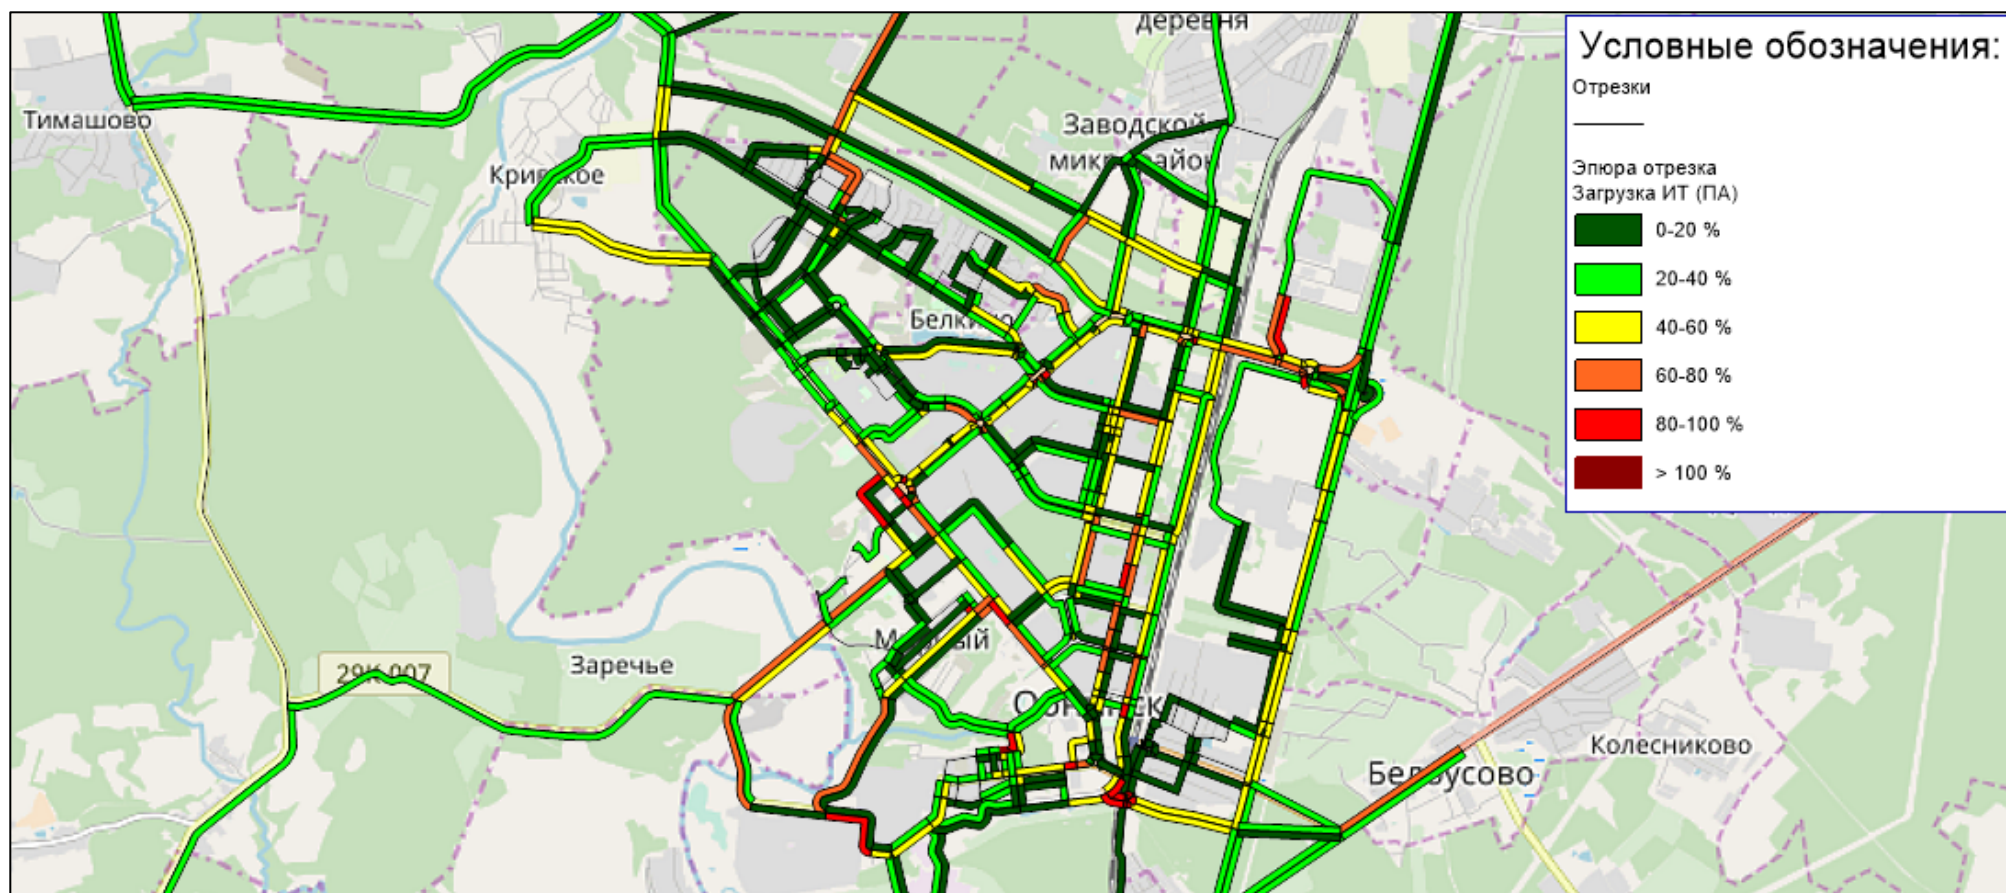 деревня
Условные обозначения:
Отрезки
Тимашово
Заводской
микрорайон
Кривское
Эпюра отрезка
Загрузка ИТ (ПА)
0-20 %
20-40 %
Белкино
40-60 %
60-80 %
80-100 %
> 100 %
Мирный
Заречье
29К-007
Обнинск
Колесниково
Белоусово